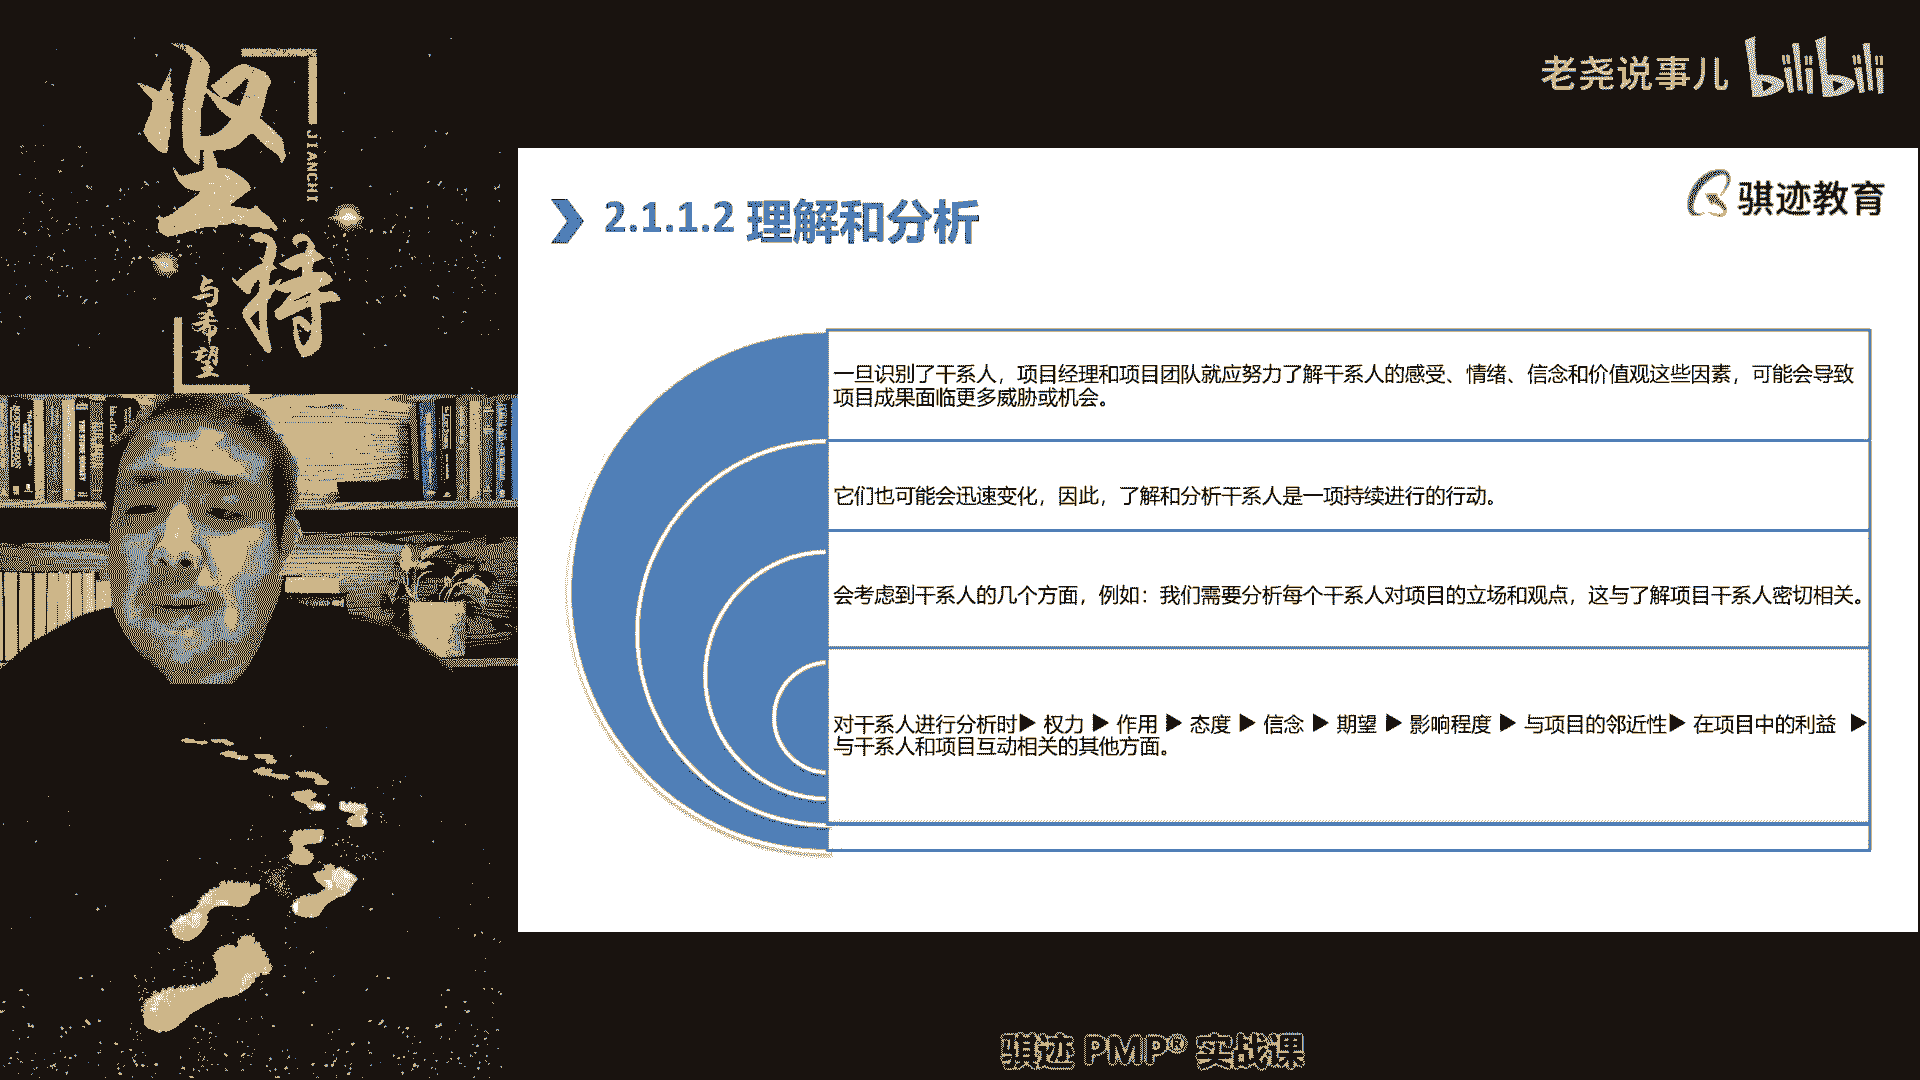 坚持
JIANCHI
与希望
老尧说事儿 bilibili
骐迹教育
2.1.1.2 理解和分析
一旦识别了干系人，项目经理和项目团队就应努力了解干系人的感受、情绪、信念和价值观这些因素，可能会导致
项目成果面临更多威胁或机会。
它们也可能会迅速变化，因此，了解和分析干系人是一项持续进行的行动。
会考虑到干系人的几个方面，例如：我们需要分析每个干系人对项目的立场和观点，这与了解项目干系人密切相关。
对干系人进行分析时▶ 权力 ▶ 作用 ▶ 态度 ▶ 信念 ▶ 期望 ▶ 影响程度 ▶ 与项目的邻近性▶ 在项目中的利益 ▶
与干系人和项目互动相关的其他方面。
骐迹 PMP® 实战课